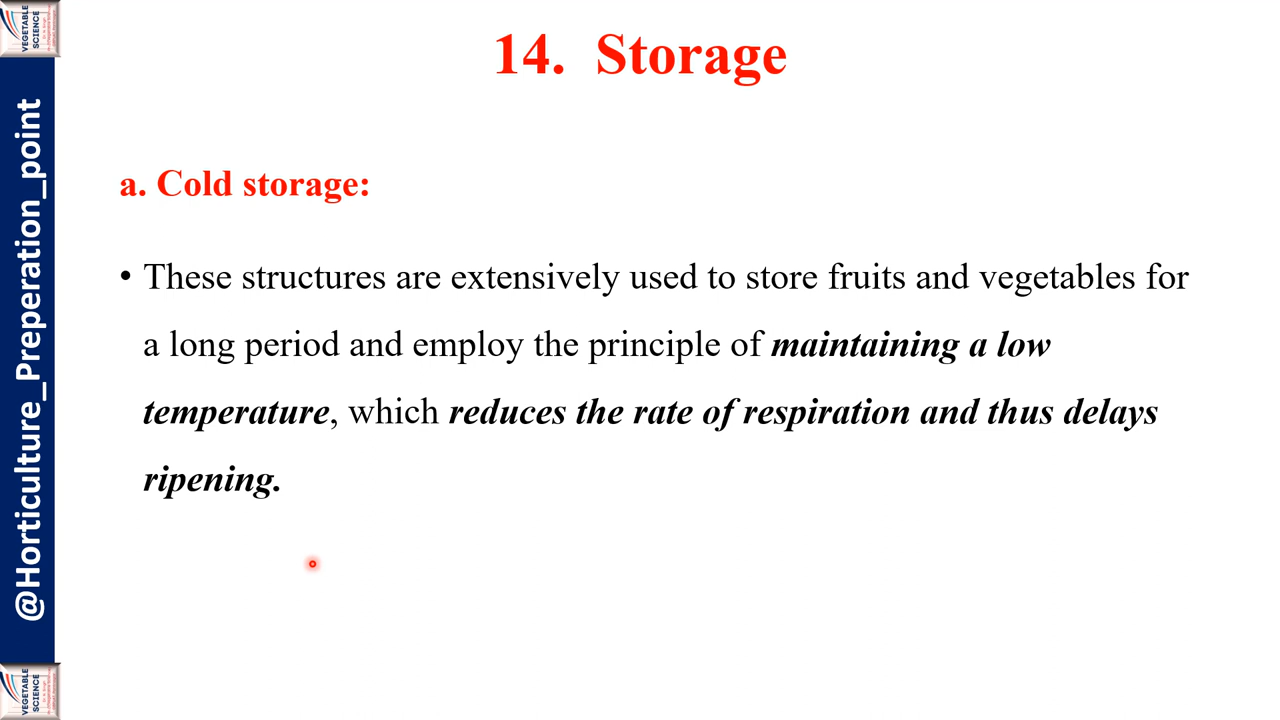 VEGETABLE
SCIENCE
14. Storage
a. Cold storage:
• These structures are extensively used to store fruits and vegetables for
a long period and employ the principle of maintaining a low
temperature, which reduces the rate of respiration and thus delays
ripening.
@Horticulture_Preperation_point
VEGETABLE
SCIENCE